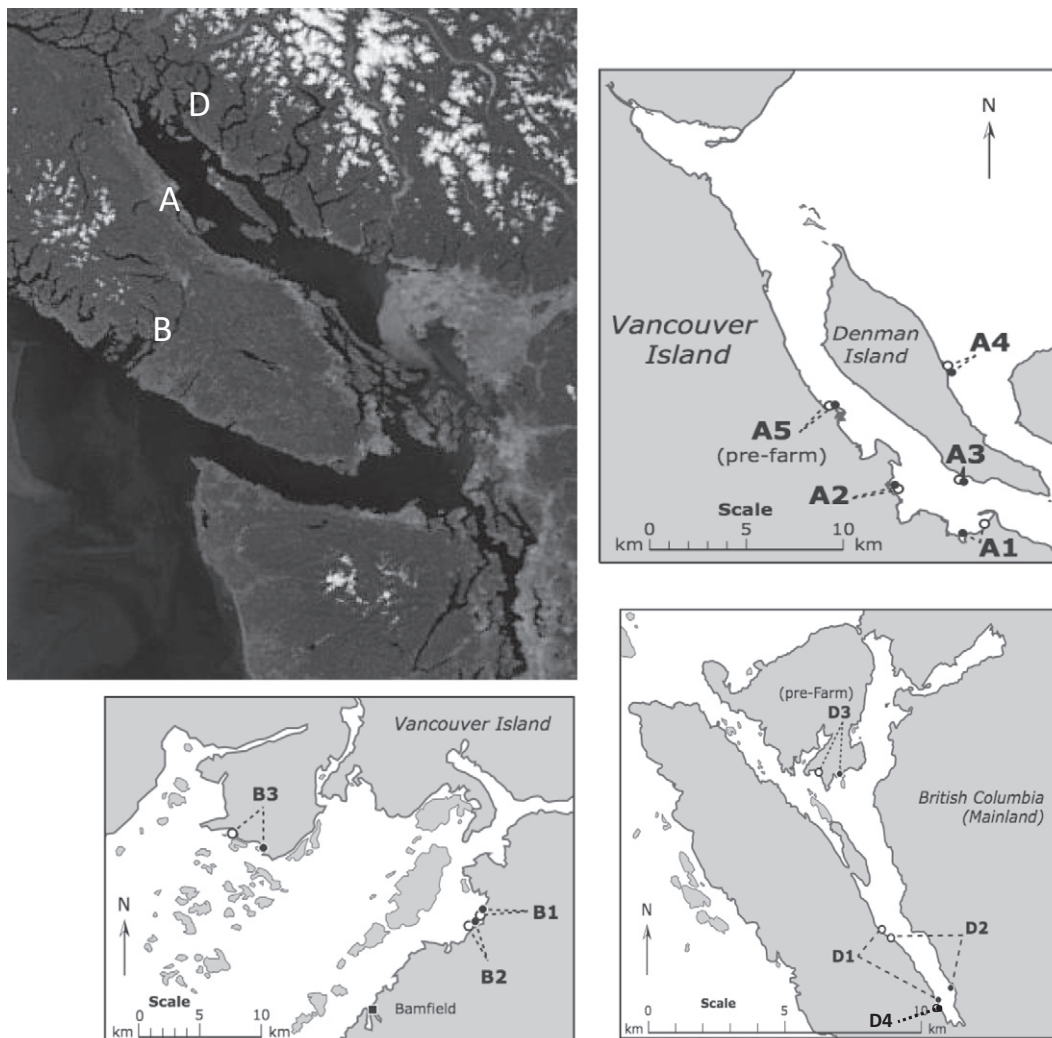 D
A
B
N
Vancouver
Island
Denman
Island
A4
A5
(pre-farm)
A3
A2
Scale
0
10
km
km
A1
Vancouver Island
B3
N
B1
B2
Scale
Bamfield
0
10
km
km
(pre-Farm)
D3
British Columbia
(Mainland)
N
D2
D1
Scale
0
5
10
km
km
D4